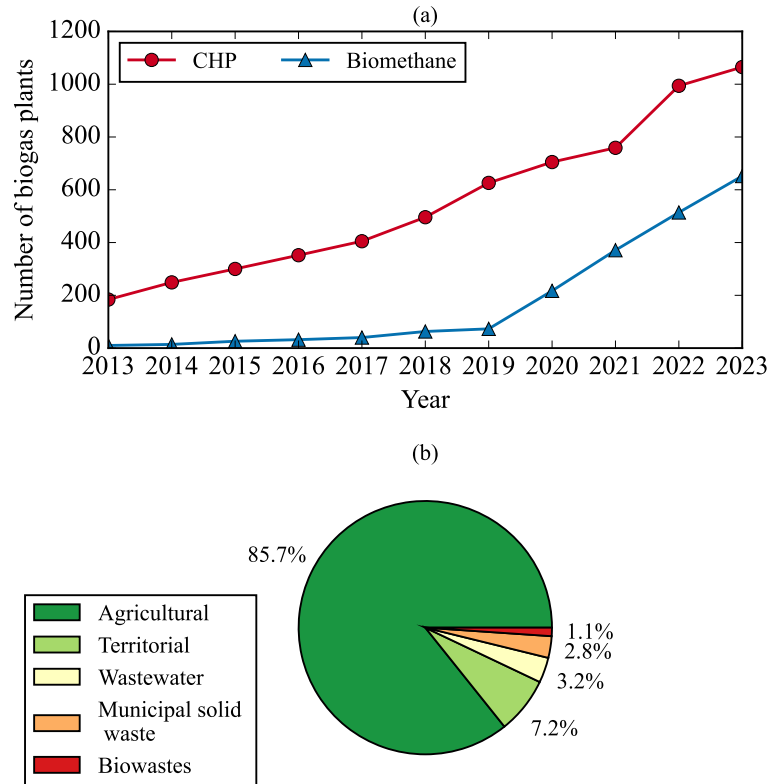 (a)
1200
1000
800
600
400
200
0
Number of biogas plants
CHP Biomethane
2013 2014 2015 2016 2017 2018 2019 2020 2021 2022 2023
Year
(b)
85.7%
1.1%
2.8%
3.2%
7.2%
Agricultural
Territorial
Wastewater
Municipal solid
waste
Biowastes